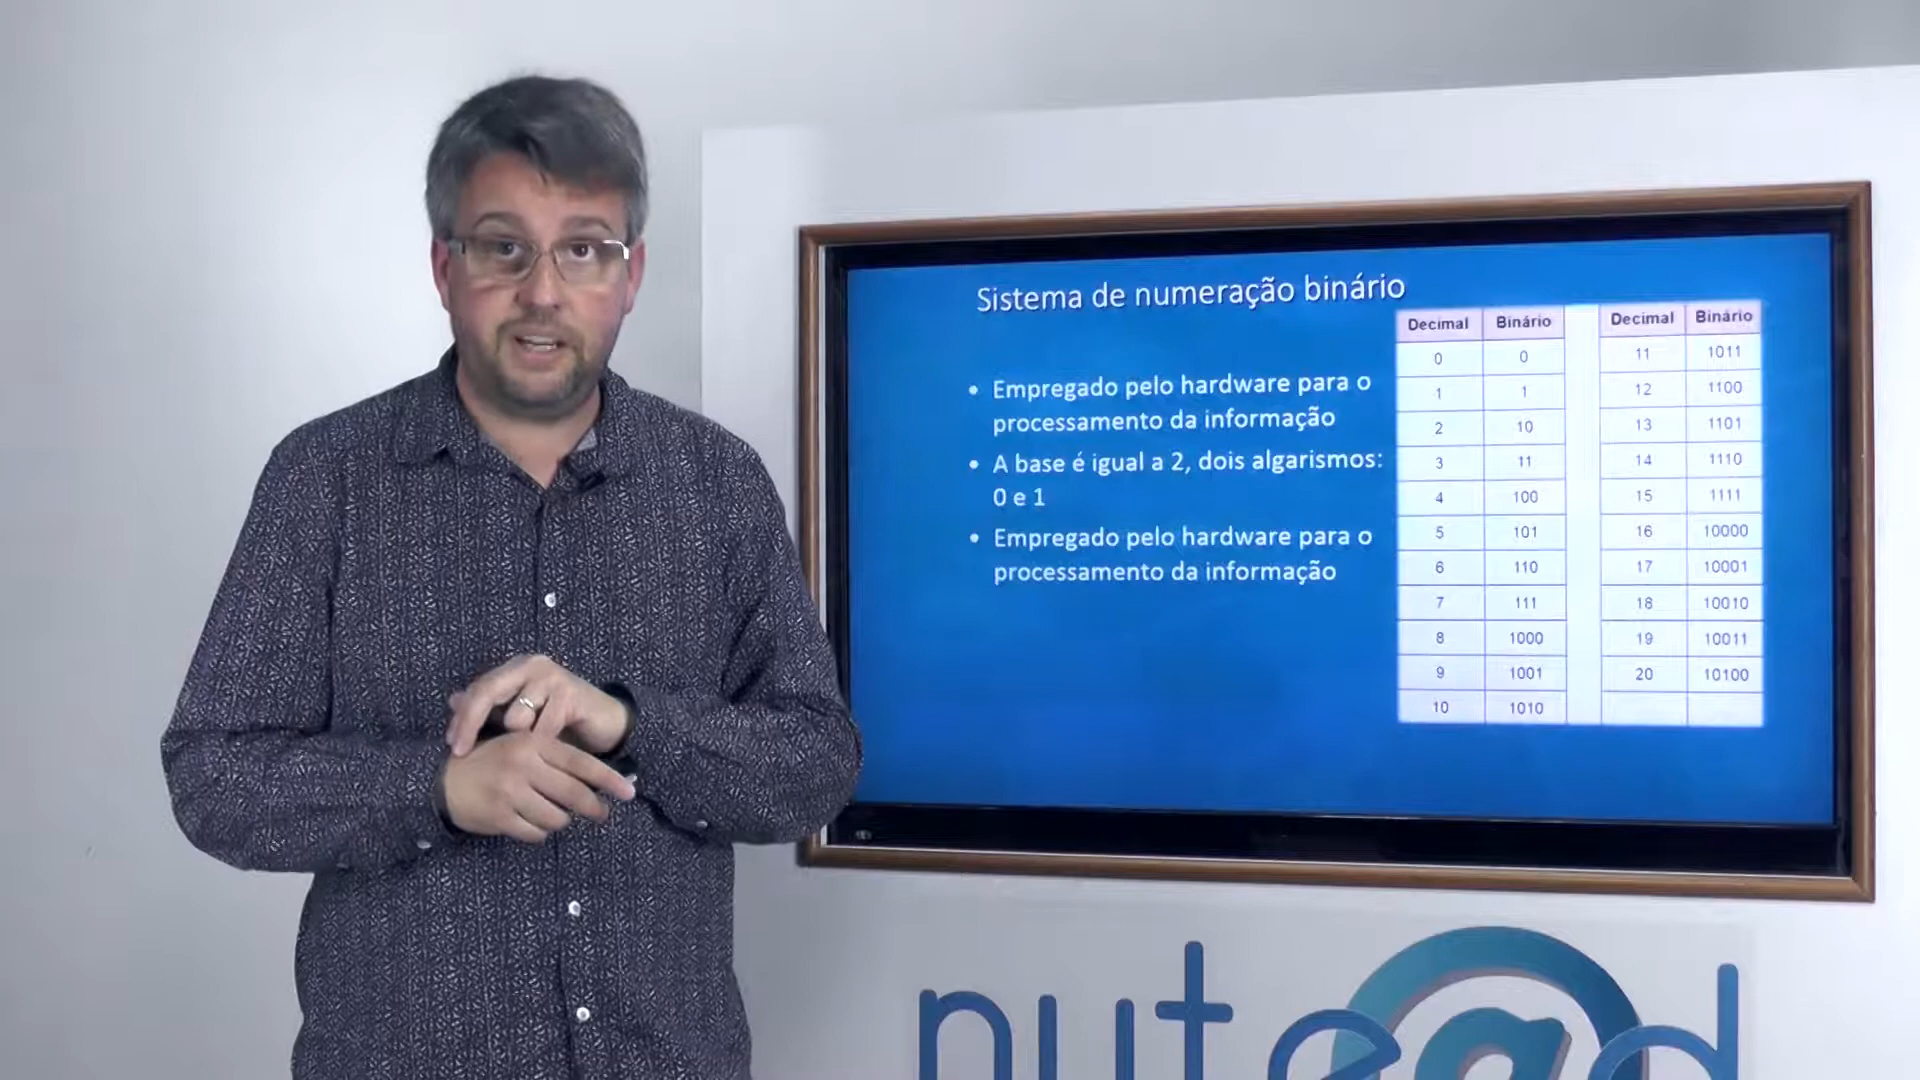 Sistema de numeração binário
• Empregado pelo hardware para o
processamento da informação
• A base é igual a 2, dois algarismos:
0 e 1
• Empregado pelo hardware para o
processamento da informação
Decimal Binário
0 0
1 1
2 10
3 11
4 100
5 101
6 110
7 111
8 1000
9 1001
10 1010
Decimal Binário
11 1011
12 1100
13 1101
14 1110
15 1111
16 10000
17 10001
18 10010
19 10011
20 10100
nute@d